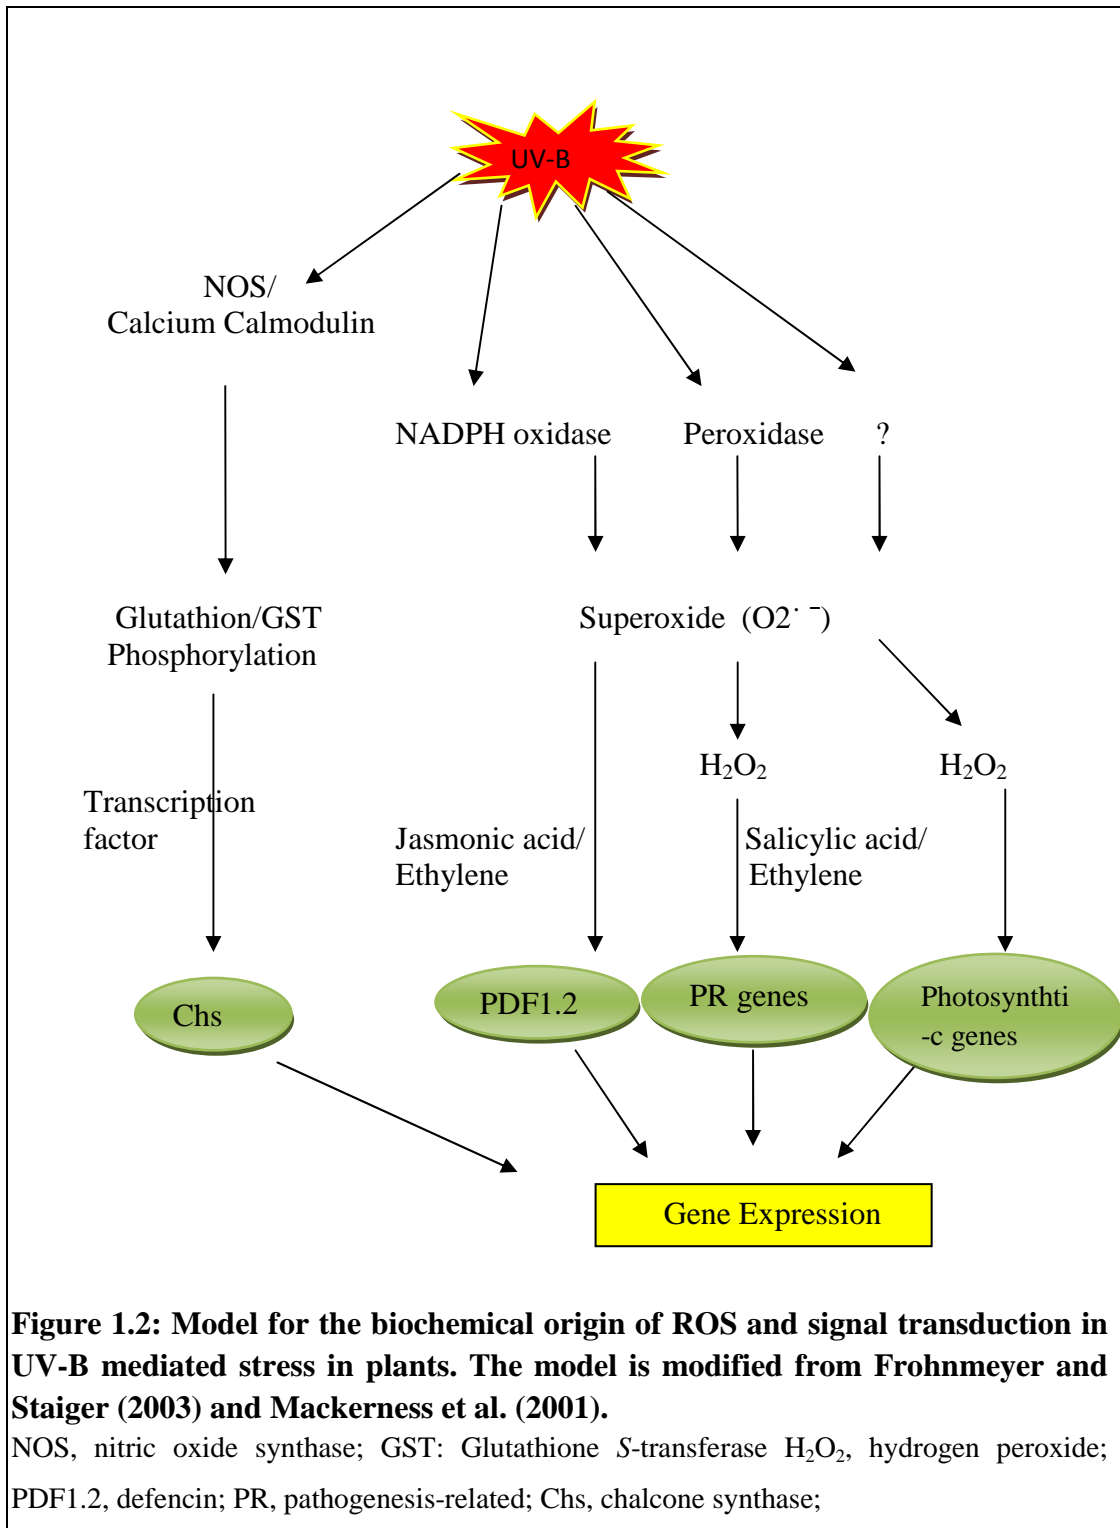 UV-B
NOS/
Calcium Calmodulin
NADPH oxidase
Peroxidase
?
Glutathion/GST
Phosphorylation
Superoxide (O2˙ ⁻)
H₂O₂
H₂O₂
Transcription
factor
Jasmonic acid/
Ethylene
Salicylic acid/
Ethylene
Chs
PDF1.2
PR genes
Photosynthti
-c genes
Gene Expression
Figure 1.2: Model for the biochemical origin of ROS and signal transduction in
UV-B mediated stress in plants. The model is modified from Frohnmeyer and
Staiger (2003) and Mackerness et al. (2001).
NOS, nitric oxide synthase; GST: Glutathione S-transferase H₂O₂, hydrogen peroxide;
PDF1.2, defencin; PR, pathogenesis-related; Chs, chalcone synthase;